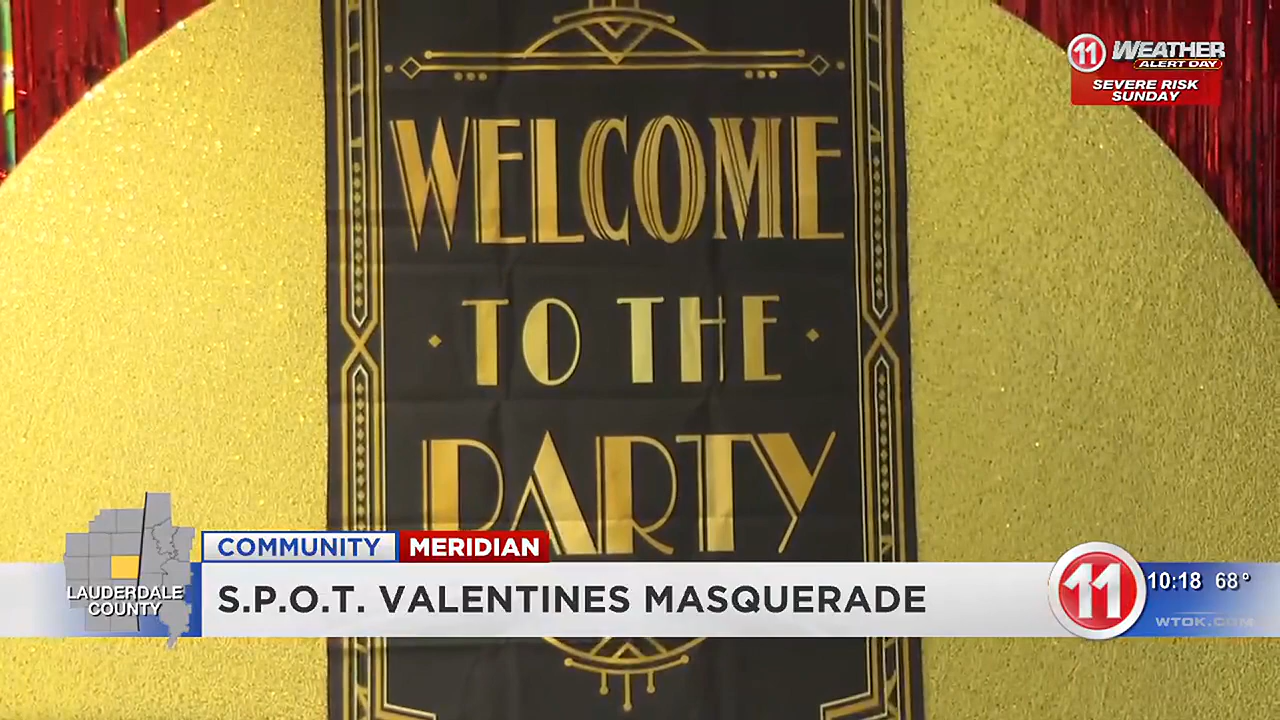 11 WEATHER
ALERT DAY
SEVERE RISK
SUNDAY
WELCOME
TO THE
PARTY
COMMUNITY MERIDIAN
LAUDERDALE
COUNTY
S.P.O.T. VALENTINES MASQUERADE
11
10:18 68°
WTOK.COM